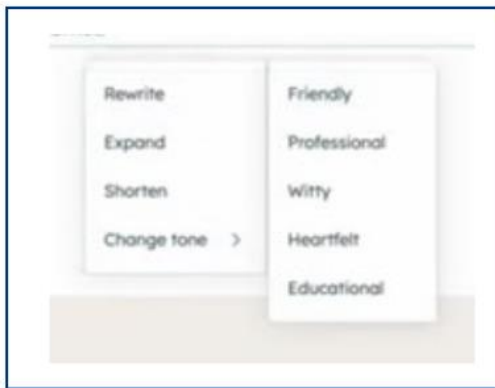 Rewrite
Expand
Shorten
Change tone
Friendly
Professional
Witty
Heartfelt
Educational